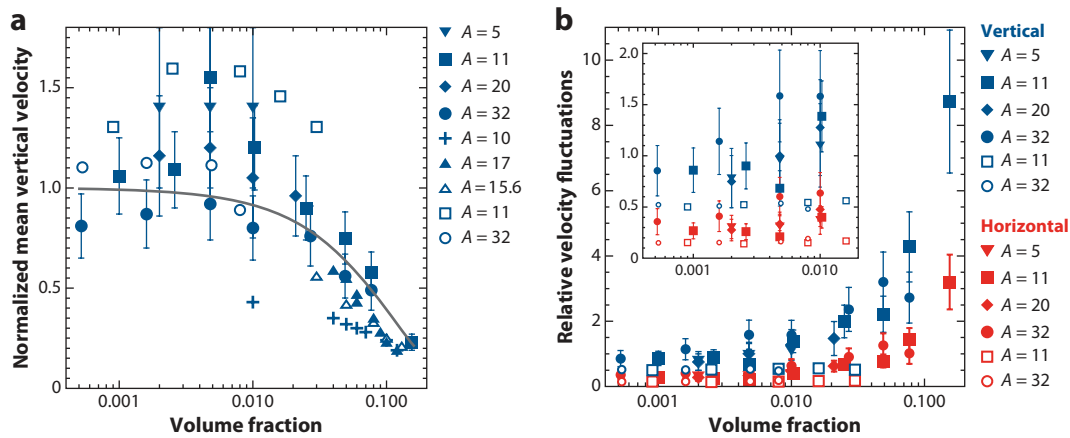 a
Normalized mean vertical velocity
1.5
1.0
0.5
0
0.001
0.010
0.100
Volume fraction
A = 5
A = 11
A = 20
A = 32
A = 10
A = 17
A = 15.6
A = 11
A = 32
b
Relative velocity fluctuations
10
8
6
4
2
0
0.001
0.010
0.100
Volume fraction
2.0
1.5
1.0
0.5
0
0.001
0.010
Vertical
A = 5
A = 11
A = 20
A = 32
A = 11
A = 32
Horizontal
A = 5
A = 11
A = 20
A = 32
A = 11
A = 32